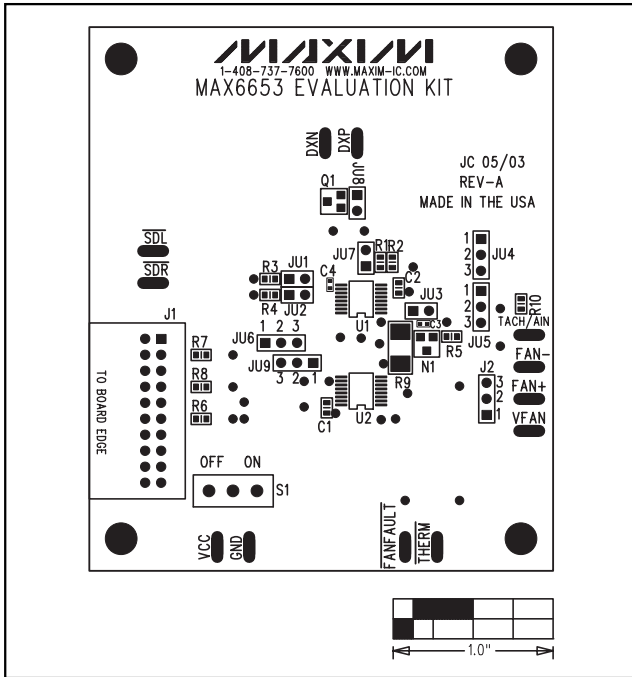 MAXIM
1-408-737-7600 WWW.MAXIM-IC.COM
MAX6653 EVALUATION KIT
DXN
DXP
JC 05/03
REV-A
MADE IN THE USA
Q1
JU8
SDL
SDR
JU7
R1
R2
1
2
3
JU4
R3
JU1
R4
JU2
C4
C2
U1
JU3
C3
1
2
3
JU5
R10
TACH/AIN
J1
JU6
1 2 3
JU9
3 2 1
R7
R8
R6
R9
N1
R5
FAN-
J2
3
2
1
FAN+
VFAN
TO BOARD EDGE
C1
U2
OFF ON
S1
VCC
GND
FANFAULT
THERM
1.0"